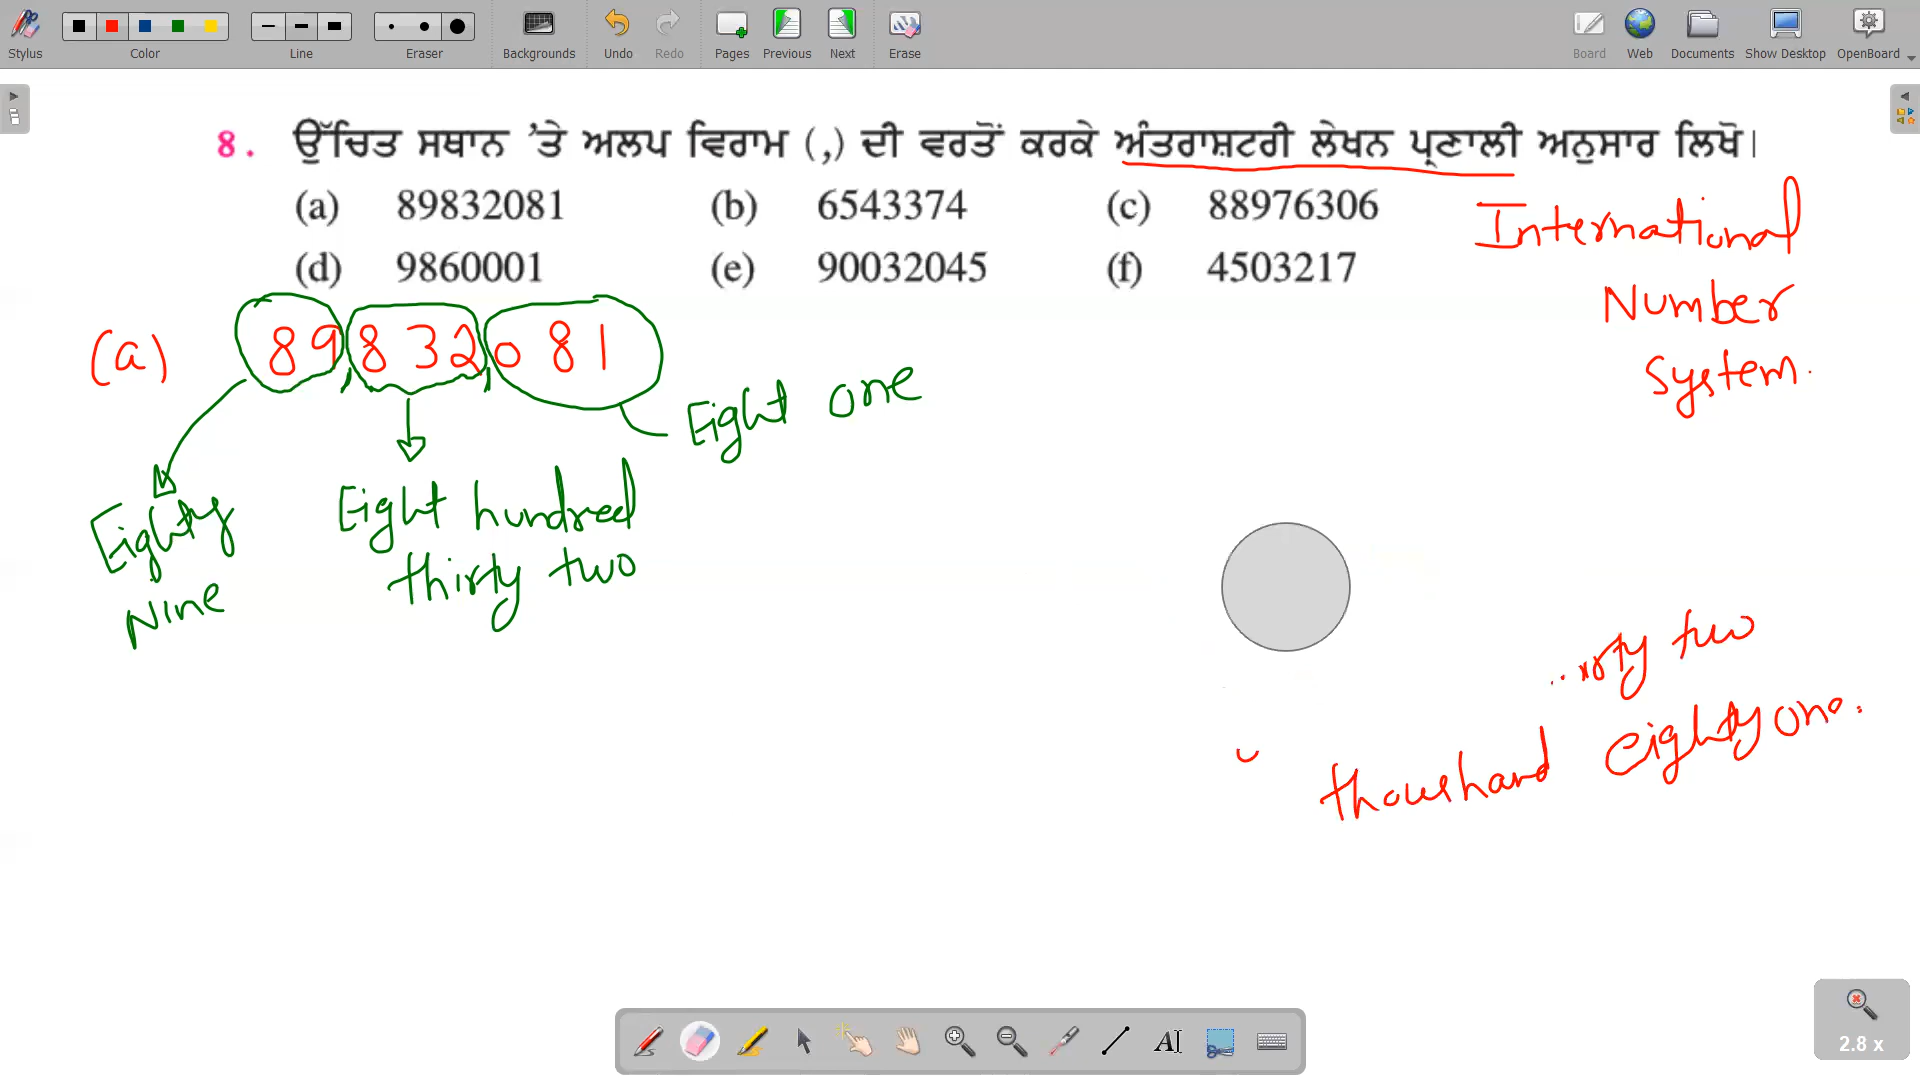 Stylus Color Line Eraser Backgrounds Undo Redo Pages Previous Next Erase Board Web Documents Show Desktop OpenBoard
8. ਉੱਚਿਤ ਸਥਾਨ 'ਤੇ ਅਲਪ ਵਿਰਾਮ (,) ਦੀ ਵਰਤੋਂ ਕਰਕੇ ਅੰਤਰਾਸ਼ਟਰੀ ਲੇਖਨ ਪ੍ਰਣਾਲੀ ਅਨੁਸਾਰ ਲਿਖੋ।
(a) 89832081 (b) 6543374 (c) 88976306
(d) 9860001 (e) 90032045 (f) 4503217
International
Number
System.
(a) 89,832,081
Eight one
Eighty
Nine
Eight hundred
thirty two
two
thoushand eighty one.
2.8 x